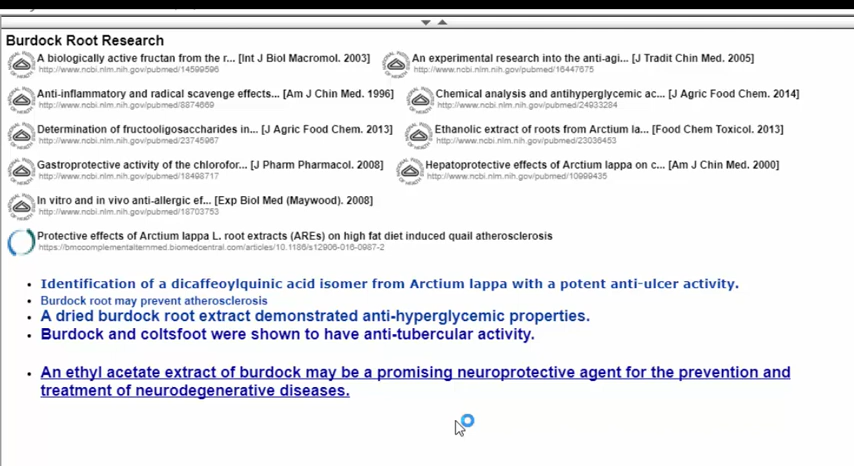 Burdock Root Research
A biologically active fructan from the r... [Int J Biol Macromol. 2003]
http://www.ncbi.nlm.nih.gov/pubmed/14599596
An experimental research into the anti-agi... [J Tradit Chin Med. 2005]
http://www.ncbi.nlm.nih.gov/pubmed/16447675
Anti-inflammatory and radical scavenge effects... [Am J Chin Med. 1996]
http://www.ncbi.nlm.nih.gov/pubmed/8874669
Chemical analysis and antihyperglycemic ac... [J Agric Food Chem. 2014]
http://www.ncbi.nlm.nih.gov/pubmed/24933284
Determination of fructooligosaccharides in... [J Agric Food Chem. 2013]
http://www.ncbi.nlm.nih.gov/pubmed/23745967
Ethanolic extract of roots from Arctium la... [Food Chem Toxicol. 2013]
http://www.ncbi.nlm.nih.gov/pubmed/23036453
Gastroprotective activity of the chlorofor... [J Pharm Pharmacol. 2008]
http://www.ncbi.nlm.nih.gov/pubmed/18498717
Hepatoprotective effects of Arctium lappa on c... [Am J Chin Med. 2000]
http://www.ncbi.nlm.nih.gov/pubmed/10999435
In vitro and in vivo anti-allergic ef... [Exp Biol Med (Maywood). 2008]
http://www.ncbi.nlm.nih.gov/pubmed/18703753
Protective effects of Arctium lappa L. root extracts (AREs) on high fat diet induced quail atherosclerosis
https://bmccomplementalternmed.biomedcentral.com/articles/10.1186/s12906-016-0987-2
• Identification of a dicaffeoylquinic acid isomer from Arctium lappa with a potent anti-ulcer activity.
• Burdock root may prevent atherosclerosis
• A dried burdock root extract demonstrated anti-hyperglycemic properties.
• Burdock and coltsfoot were shown to have anti-tubercular activity.
• An ethyl acetate extract of burdock may be a promising neuroprotective agent for the prevention and
treatment of neurodegenerative diseases.